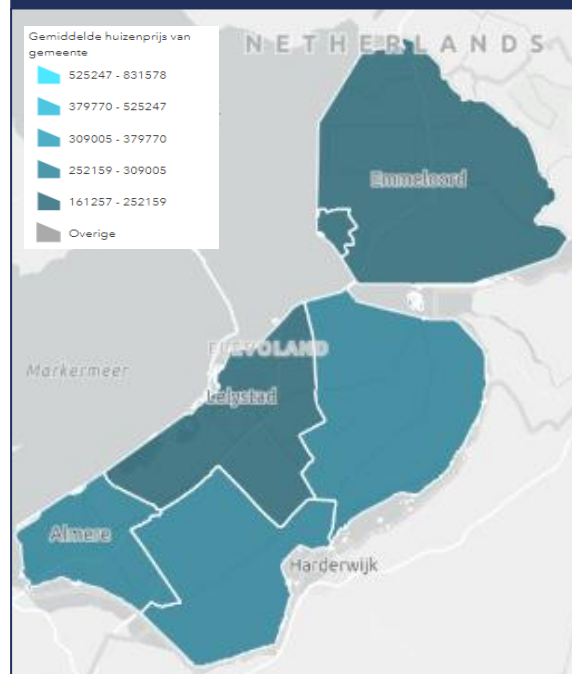 Gemiddelde huizenprijs van
gemeente
525247 - 831578
379770 - 525247
309005 - 379770
252159 - 309005
161257 - 252159
Overige
NETHERLANDS
Emmeloord
FLEVOLAND
Markermeer
Lelystad
Almere
Harderwijk